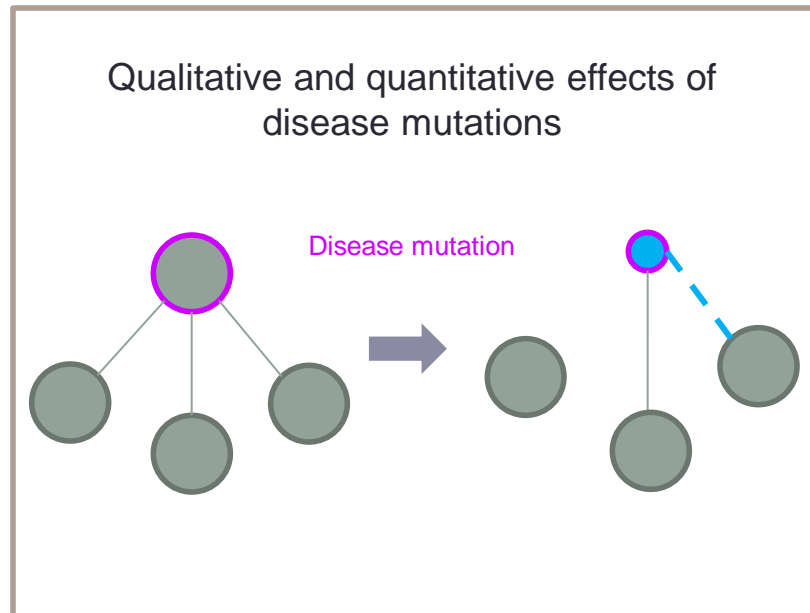 Qualitative and quantitative effects of
disease mutations
Disease mutation